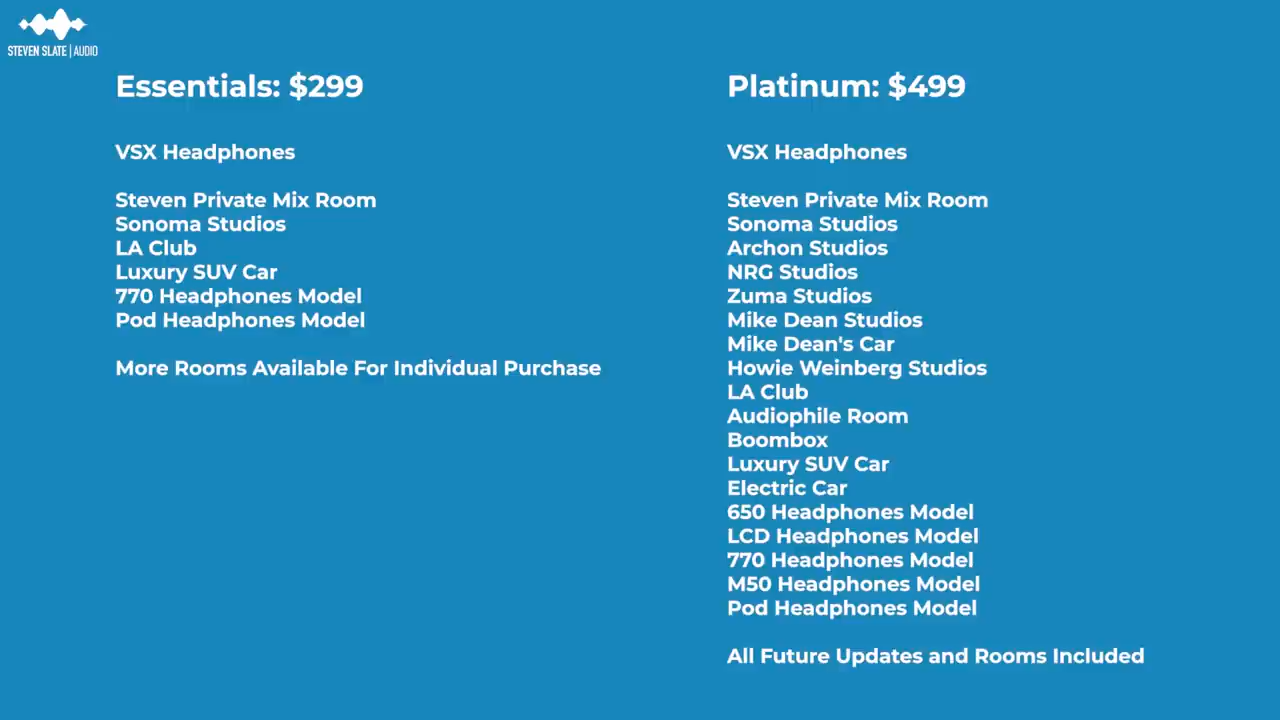 STEVEN SLATE | AUDIO
Essentials: $299
VSX Headphones
Steven Private Mix Room
Sonoma Studios
LA Club
Luxury SUV Car
770 Headphones Model
Pod Headphones Model
More Rooms Available For Individual Purchase
Platinum: $499
VSX Headphones
Steven Private Mix Room
Sonoma Studios
Archon Studios
NRG Studios
Zuma Studios
Mike Dean Studios
Mike Dean's Car
Howie Weinberg Studios
LA Club
Audiophile Room
Boombox
Luxury SUV Car
Electric Car
650 Headphones Model
LCD Headphones Model
770 Headphones Model
M50 Headphones Model
Pod Headphones Model
All Future Updates and Rooms Included